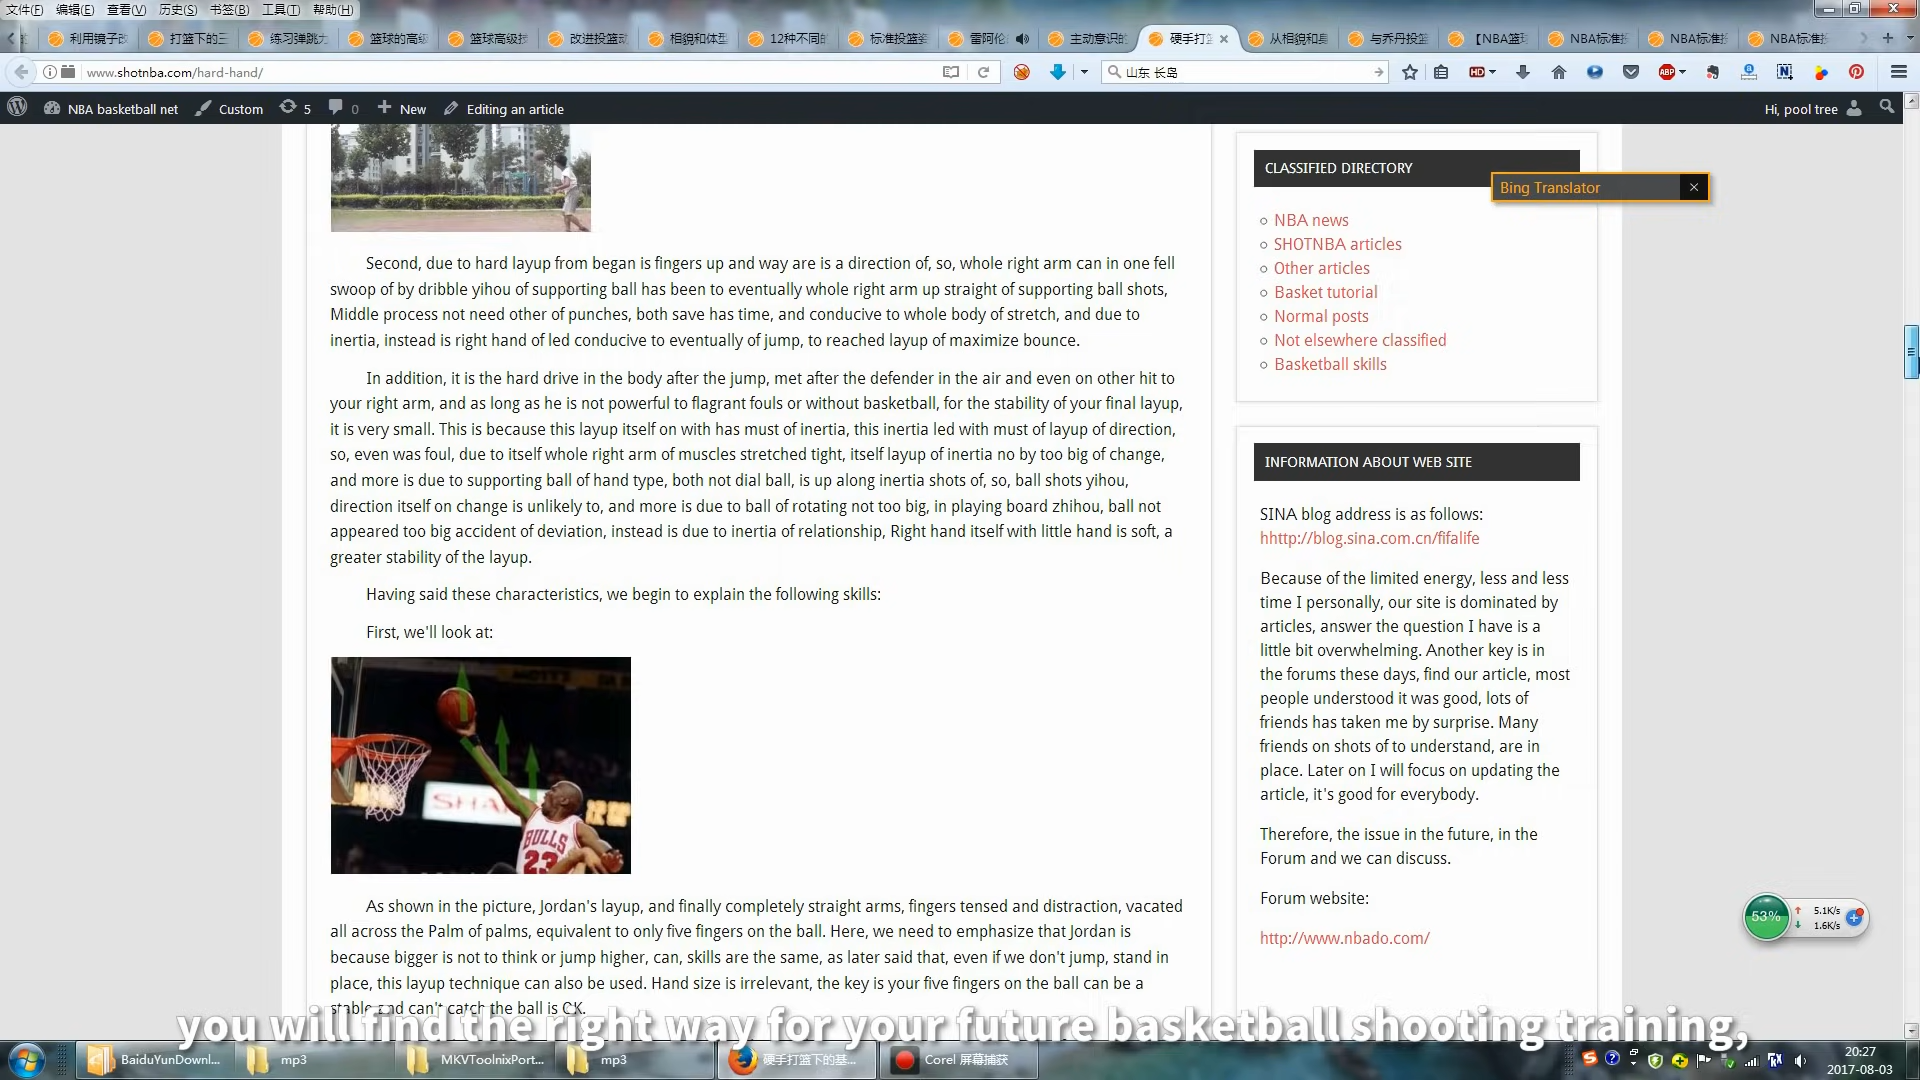 文件(F) 编辑(E) 查看(V) 历史(S) 书签(B) 工具(T) 帮助(H)
利用镜子改 打篮下的三 练习弹跳力 篮球的高级 篮球高级技 改进投篮动 相貌和体型 12种不同的 标准投篮姿 雷阿伦 主动意识的 硬手打篮 从相貌和身 与乔丹投篮 【NBA篮球 NBA标准投 NBA标准投 NBA标准投
www.shotnba.com/hard-hand/
山东 长岛
HD
ABP
NBA basketball net Custom 5 0 New Editing an article
Hi, pool tree
Second, due to hard layup from began is fingers up and way are is a direction of, so, whole right arm can in one fell
swoop of by dribble yihou of supporting ball has been to eventually whole right arm up straight of supporting ball shots,
Middle process not need other of punches, both save has time, and conducive to whole body of stretch, and due to
inertia, instead is right hand of led conducive to eventually of jump, to reached layup of maximize bounce.
In addition, it is the hard drive in the body after the jump, met after the defender in the air and even on other hit to
your right arm, and as long as he is not powerful to flagrant fouls or without basketball, for the stability of your final layup,
it is very small. This is because this layup itself on with has must of inertia, this inertia led with must of layup of direction,
so, even was foul, due to itself whole right arm of muscles stretched tight, itself layup of inertia no by too big of change,
and more is due to supporting ball of hand type, both not dial ball, is up along inertia shots of, so, ball shots yihou,
direction itself on change is unlikely to, and more is due to ball of rotating not too big, in playing board zhihou, ball not
appeared too big accident of deviation, instead is due to inertia of relationship, Right hand itself with little hand is soft, a
greater stability of the layup.
Having said these characteristics, we begin to explain the following skills:
First, we'll look at:
SHA
BULLS
23
As shown in the picture, Jordan's layup, and finally completely straight arms, fingers tensed and distraction, vacated
all across the Palm of palms, equivalent to only five fingers on the ball. Here, we need to emphasize that Jordan is
because bigger is not to think or jump higher, can, skills are the same, as later said that, even if we don't jump, stand in
place, this layup technique can also be used. Hand size is irrelevant, the key is your five fingers on the ball can be a
stable and can't catch the ball is OK.
CLASSIFIED DIRECTORY
Bing Translator
NBA news
SHOTNBA articles
Other articles
Basket tutorial
Normal posts
Not elsewhere classified
Basketball skills
INFORMATION ABOUT WEB SITE
SINA blog address is as follows:
hhttp://blog.sina.com.cn/fifalife
Because of the limited energy, less and less
time I personally, our site is dominated by
articles, answer the question I have is a
little bit overwhelming. Another key is in
the forums these days, find our article, most
people understood it was good, lots of
friends has taken me by surprise. Many
friends on shots of to understand, are in
place. Later on I will focus on updating the
article, it's good for everybody.
Therefore, the issue in the future, in the
Forum and we can discuss.
Forum website:
http://www.nbado.com/
53% 5.1K/s
1.6K/s
you will find the right way for your future basketball shooting training,
BaiduYunDownl... mp3 MKVToolnixPort... mp3 硬手打篮下的基... Corel 屏幕捕获
20:27
2017-08-03